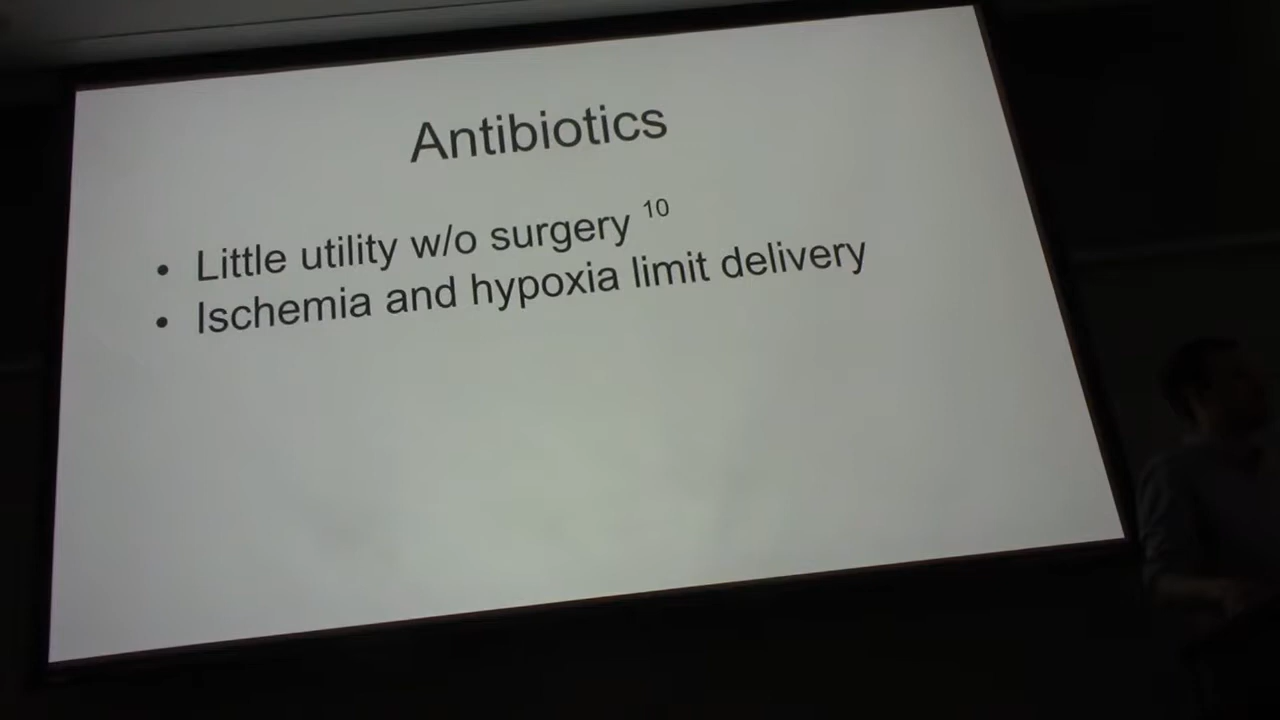 Antibiotics
• Little utility w/o surgery 10
• Ischemia and hypoxia limit delivery